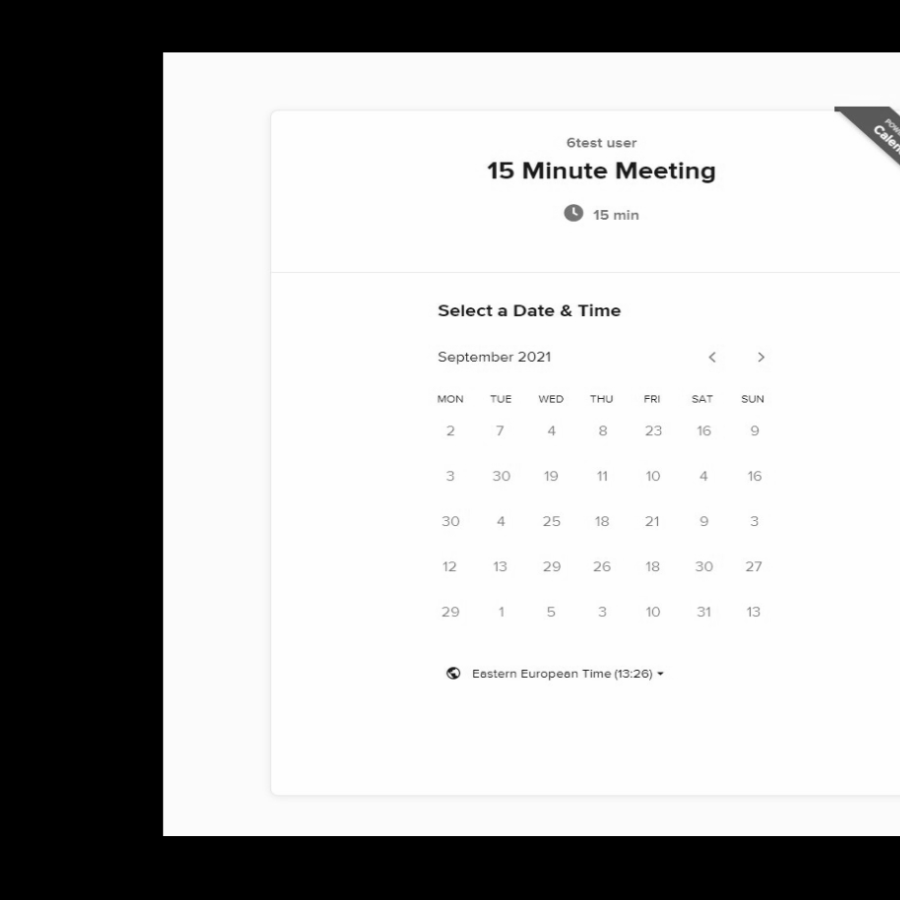 6test user
15 Minute Meeting
15 min
Select a Date & Time
September 2021
MON TUE WED THU FRI SAT SUN
2 7 4 8 23 16 9
3 30 19 11 10 4 16
30 4 25 18 21 9 3
12 13 29 26 18 30 27
29 1 5 3 10 31 13
Eastern European Time (13:26)